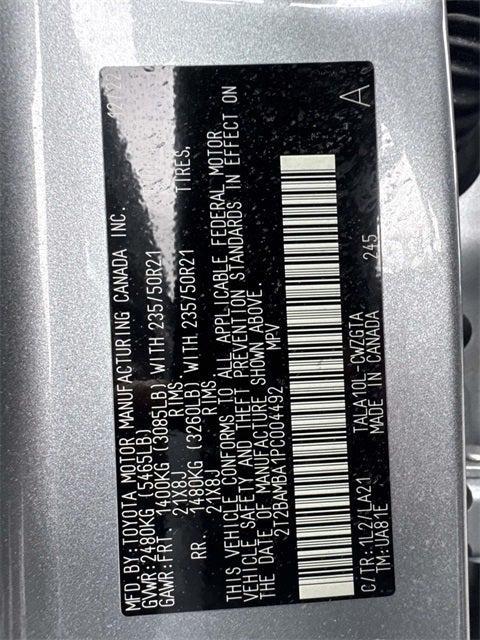 MFD.BY:TOYOTA MOTOR MANUFACTURING CANADA INC. 12/22
GVWR:2480KG (5465LB)
GAWR:FRT. 1400KG (3085LB) WITH 235/50R21 TIRES,
21X8J RIMS
RR. 1480KG (3260LB) WITH 235/50R21
21X8J RIMS
THIS VEHICLE CONFORMS TO ALL APPLICABLE FEDERAL MOTOR
VEHICLE SAFETY AND THEFT PREVENTION STANDARDS IN EFFECT ON
THE DATE OF MANUFACTURE SHOWN ABOVE.
2T2BAMBA1PC004492 MPV
C/TR:1L2/LA21 TALA10L-CWZGTA 245 A
TM:UA81E MADE IN CANADA